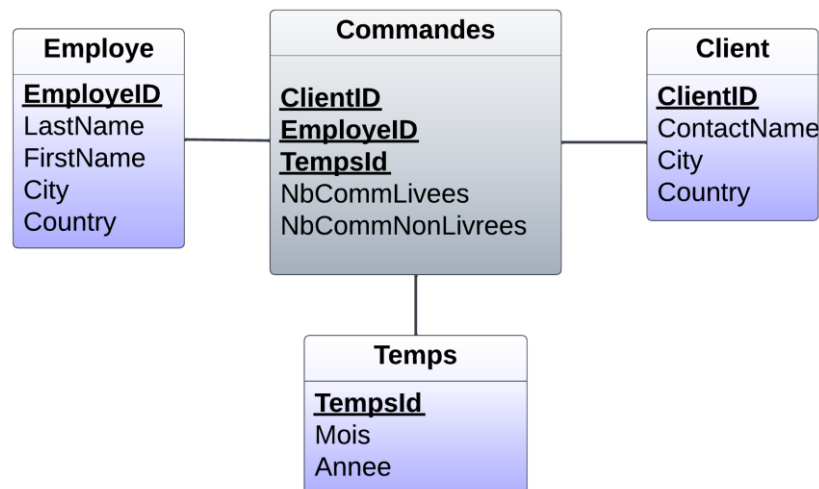 Employe
EmployeID
LastName
FirstName
City
Country
Commandes
ClientID
EmployeID
TempsId
NbCommLivees
NbCommNonLivrees
Client
ClientID
ContactName
City
Country
Temps
TempsId
Mois
Annee